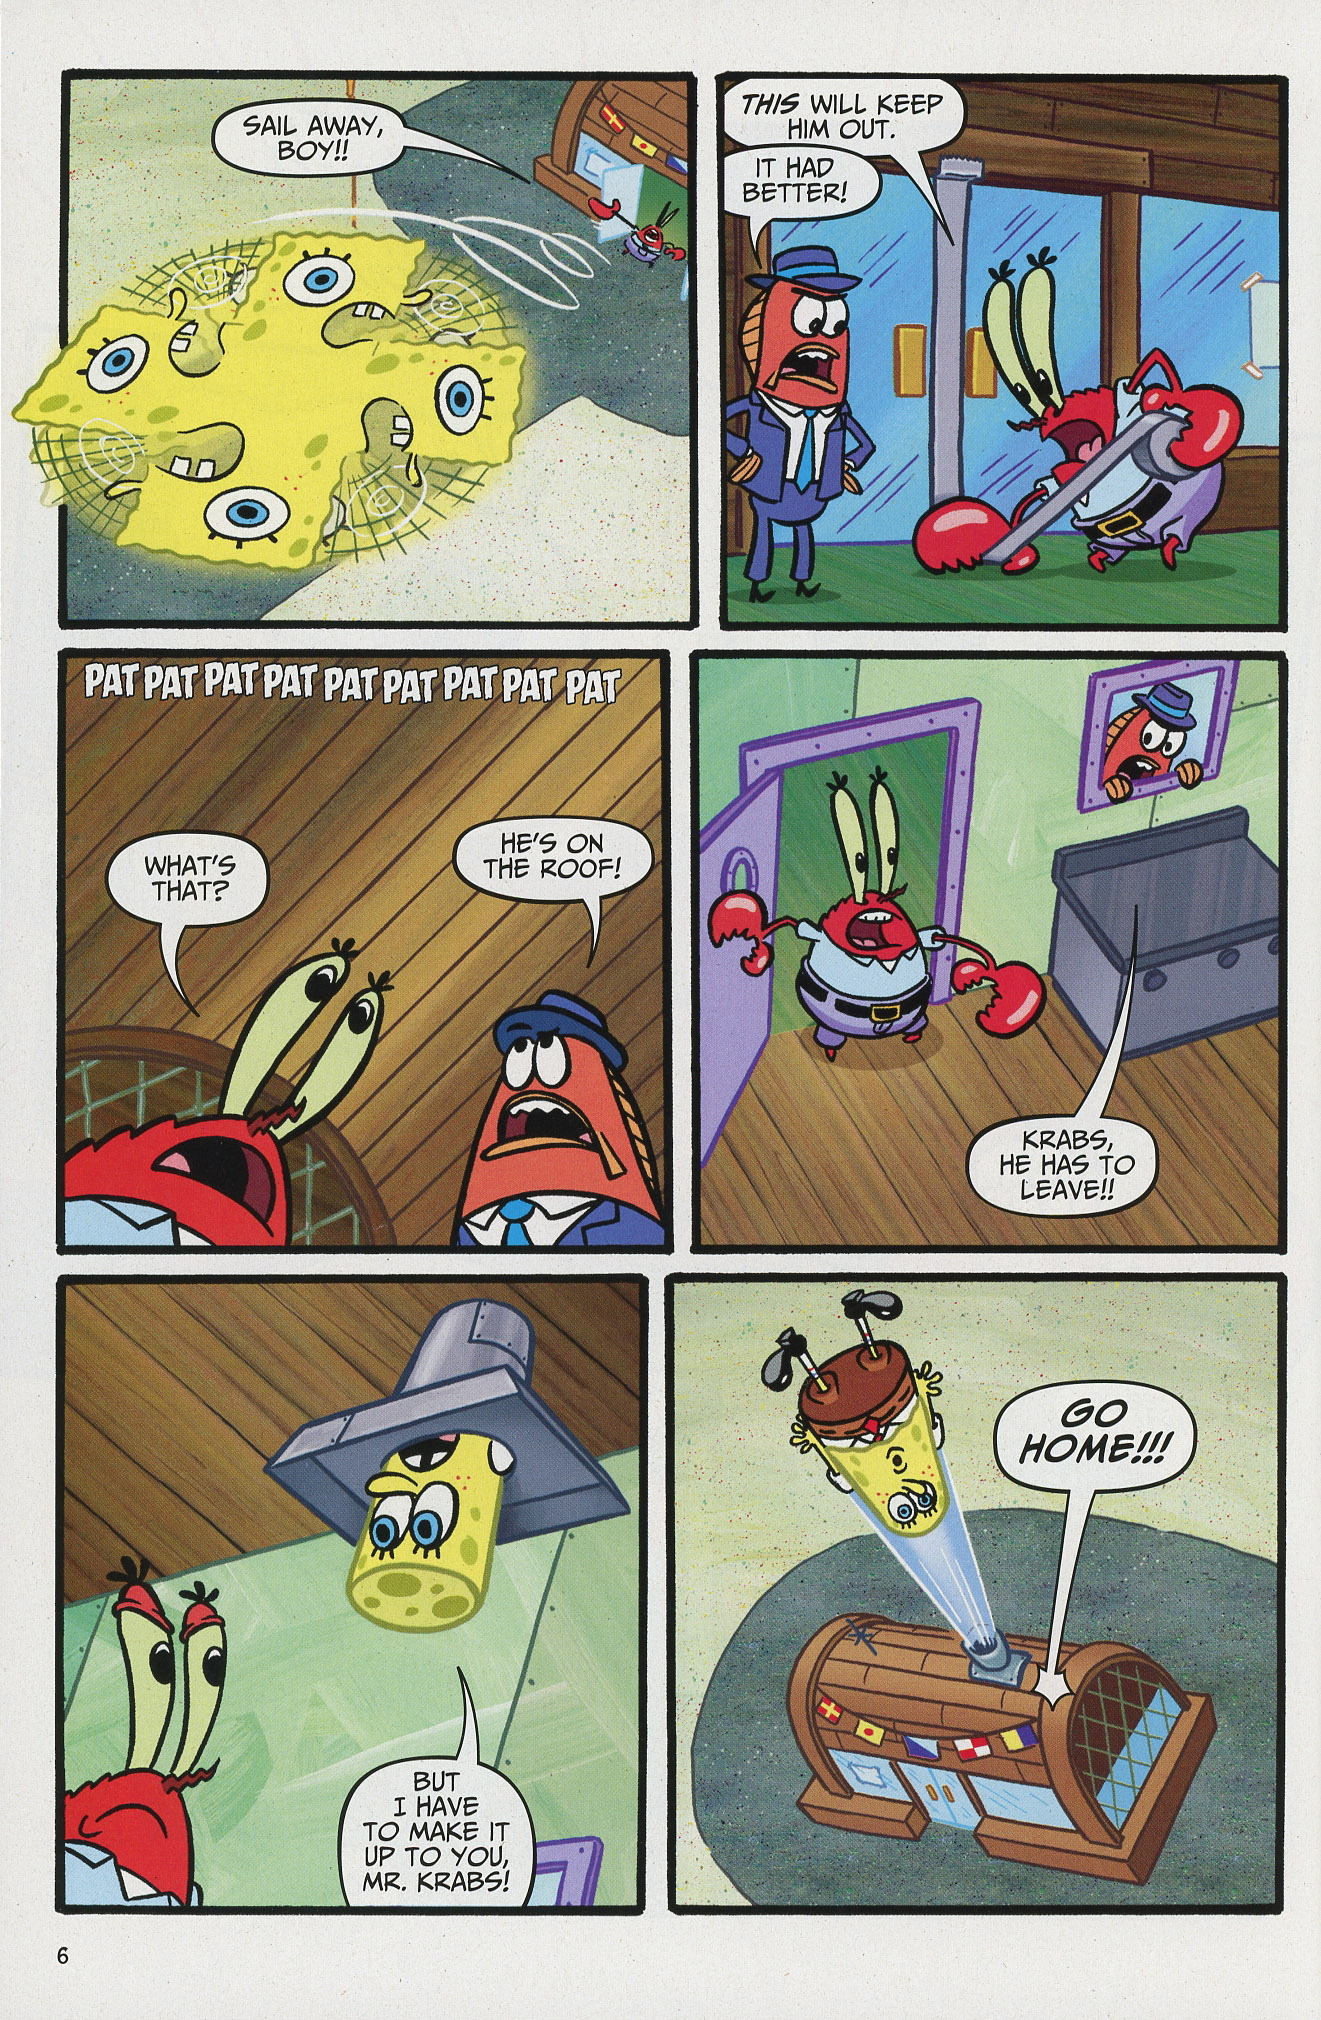 SAIL AWAY,
BOY!!
THIS WILL KEEP
HIM OUT.
IT HAD
BETTER!
PAT PAT PAT PAT PAT PAT PAT PAT PAT
WHAT'S
THAT?
HE'S ON
THE ROOF!
KRABS,
HE HAS TO
LEAVE!!
BUT
I HAVE
TO MAKE IT
UP TO YOU,
MR. KRABS!
GO
HOME!!!
6